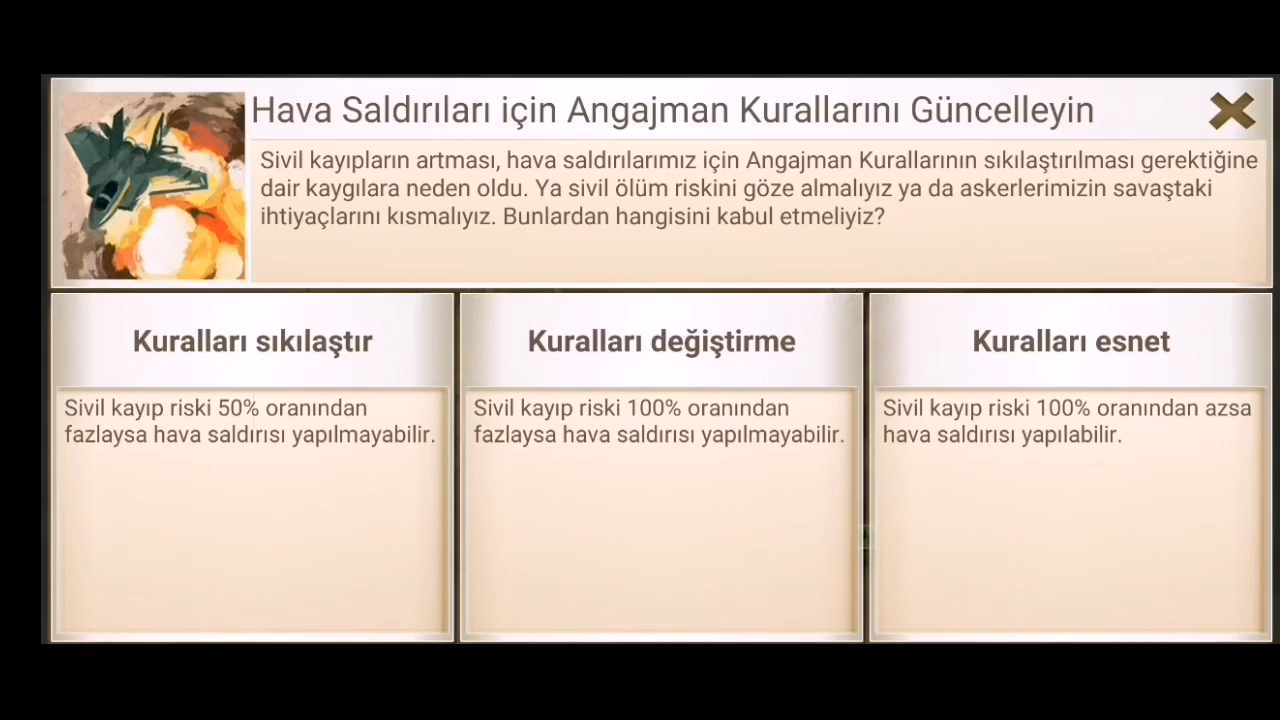 Hava Saldırıları için Angajman Kurallarını Güncelleyin
Sivil kayıpların artması, hava saldırılarımız için Angajman Kurallarının sıkılaştırılması gerektiğine
dair kaygılara neden oldu. Ya sivil ölüm riskini göze almalıyız ya da askerlerimizin savaştaki
ihtiyaçlarını kısmalıyız. Bunlardan hangisini kabul etmeliyiz?
Kuralları sıkılaştır
Sivil kayıp riski 50% oranından
fazlaysa hava saldırısı yapılmayabilir.
Kuralları değiştirme
Sivil kayıp riski 100% oranından
fazlaysa hava saldırısı yapılmayabilir.
Kuralları esnet
Sivil kayıp riski 100% oranından azsa
hava saldırısı yapılabilir.